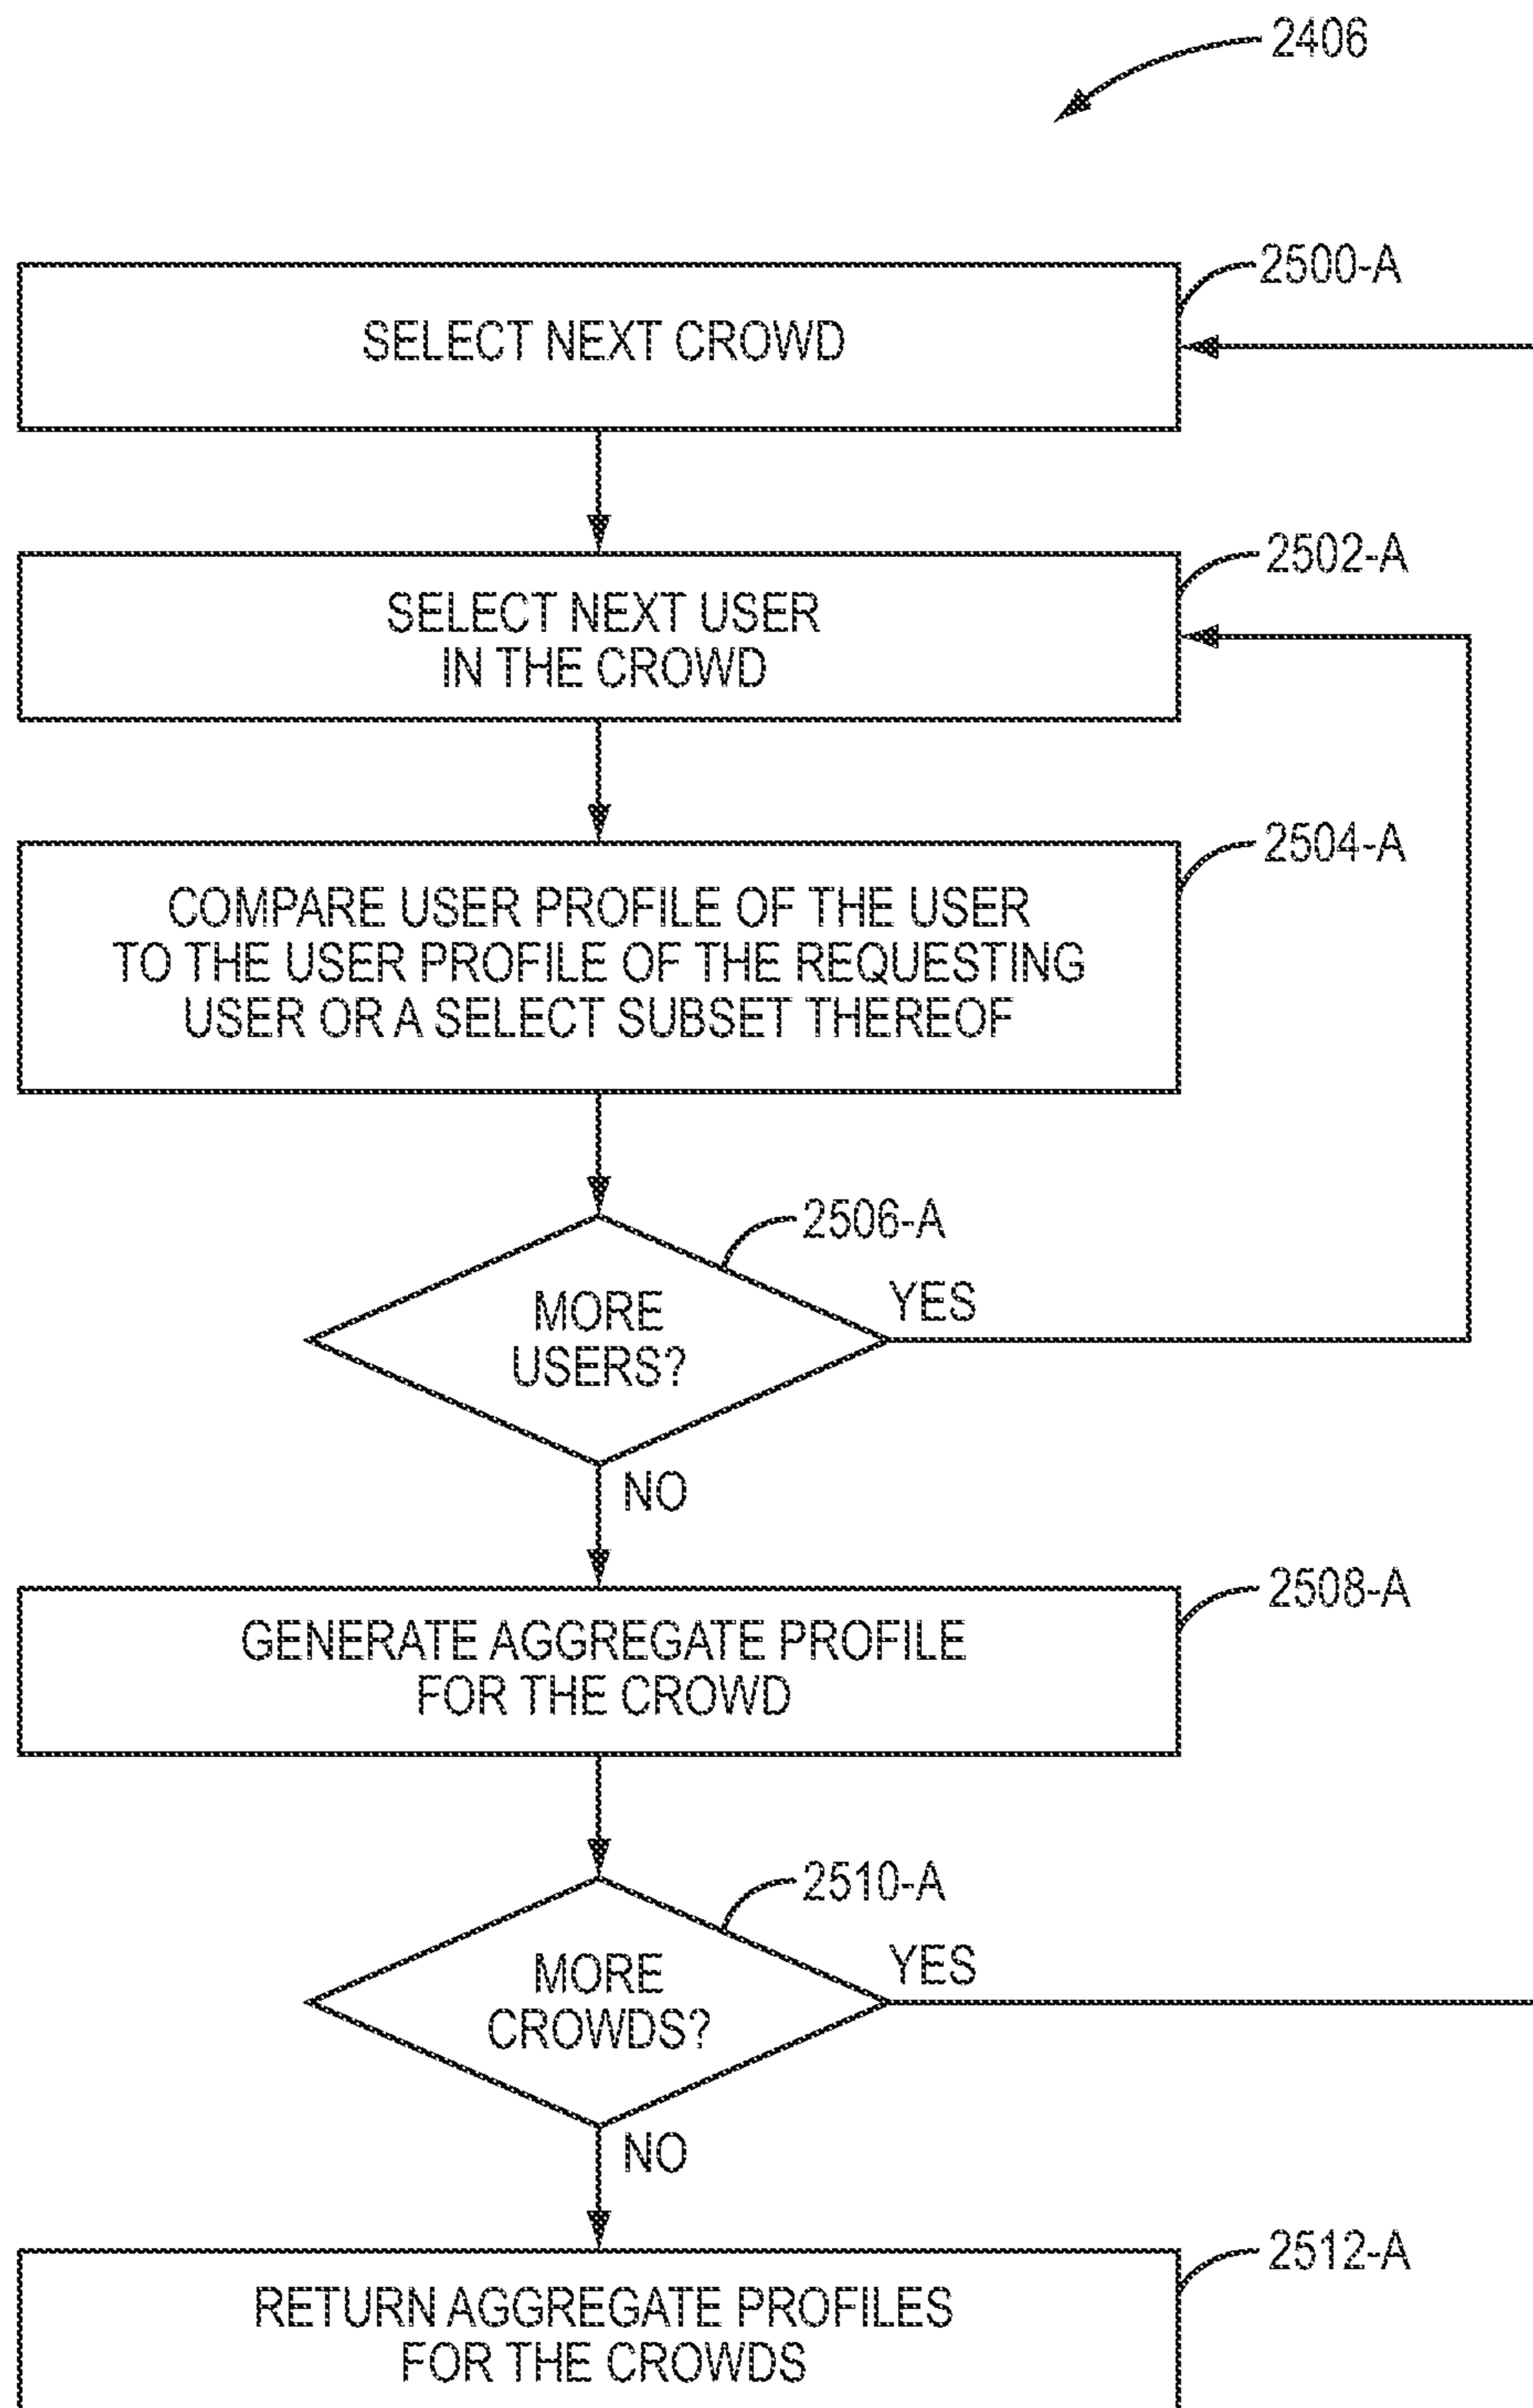 2406
2500-A
SELECT NEXT CROWD
2502-A
SELECT NEXT USER
IN THE CROWD
2504-A
COMPARE USER PROFILE OF THE USER
TO THE USER PROFILE OF THE REQUESTING
USER OR A SELECT SUBSET THEREOF
2506-A
MORE
USERS?
YES
NO
2508-A
GENERATE AGGREGATE PROFILE
FOR THE CROWD
2510-A
MORE
CROWDS?
YES
NO
2512-A
RETURN AGGREGATE PROFILES
FOR THE CROWDS